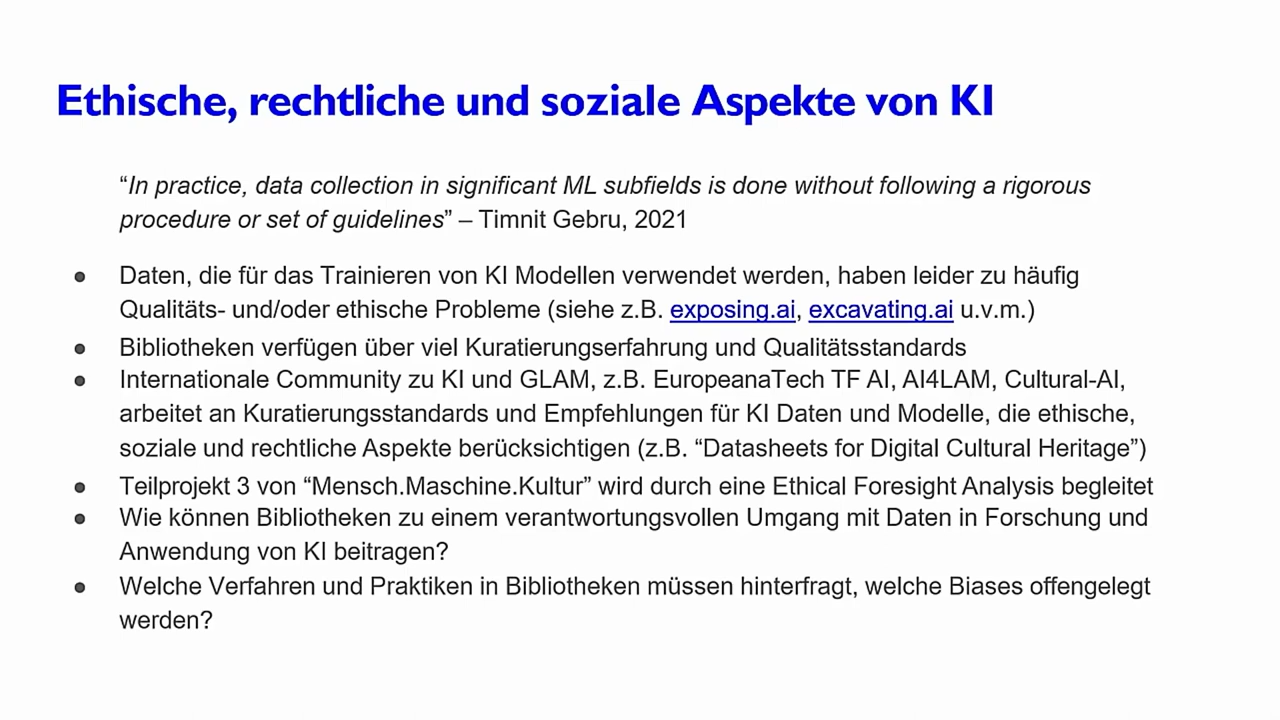 Ethische, rechtliche und soziale Aspekte von KI
“In practice, data collection in significant ML subfields is done without following a rigorous
procedure or set of guidelines” – Timnit Gebru, 2021
● Daten, die für das Trainieren von KI Modellen verwendet werden, haben leider zu häufig
Qualitäts- und/oder ethische Probleme (siehe z.B. exposing.ai, excavating.ai u.v.m.)
● Bibliotheken verfügen über viel Kuratierungserfahrung und Qualitätsstandards
● Internationale Community zu KI und GLAM, z.B. EuropeanaTech TF AI, AI4LAM, Cultural-AI,
arbeitet an Kuratierungsstandards und Empfehlungen für KI Daten und Modelle, die ethische,
soziale und rechtliche Aspekte berücksichtigen (z.B. “Datasheets for Digital Cultural Heritage”)
● Teilprojekt 3 von “Mensch.Maschine.Kultur” wird durch eine Ethical Foresight Analysis begleitet
● Wie können Bibliotheken zu einem verantwortungsvollen Umgang mit Daten in Forschung und
Anwendung von KI beitragen?
● Welche Verfahren und Praktiken in Bibliotheken müssen hinterfragt, welche Biases offengelegt
werden?